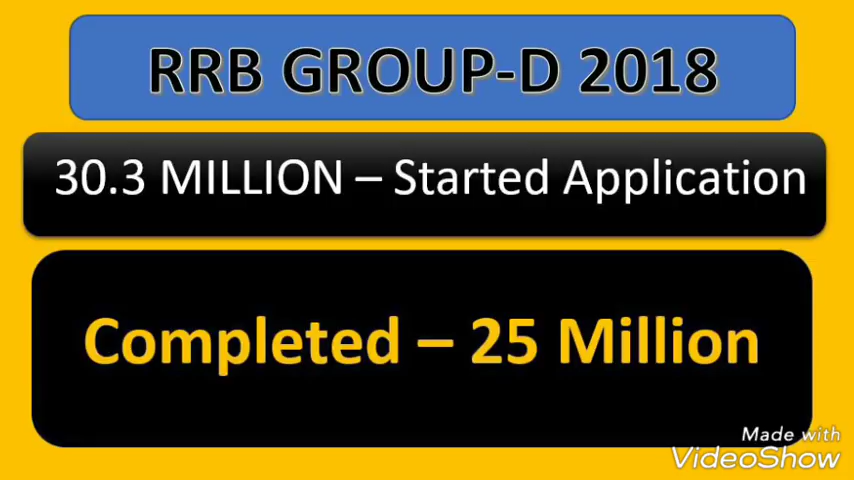 RRB GROUP-D 2018
30.3 MILLION – Started Application
Completed – 25 Million
Made with
VideoShow